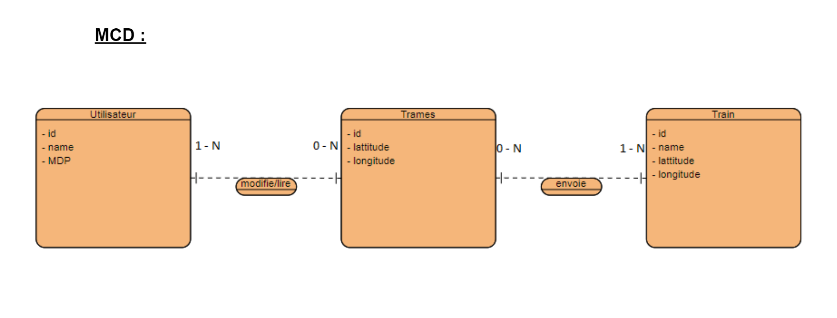 MCD :
Utilisateur
- id
- name
- MDP
1 - N
modifie/lire
0 - N
Trames
- id
- lattitude
- longitude
0 - N
envoie
1 - N
Train
- id
- name
- lattitude
- longitude